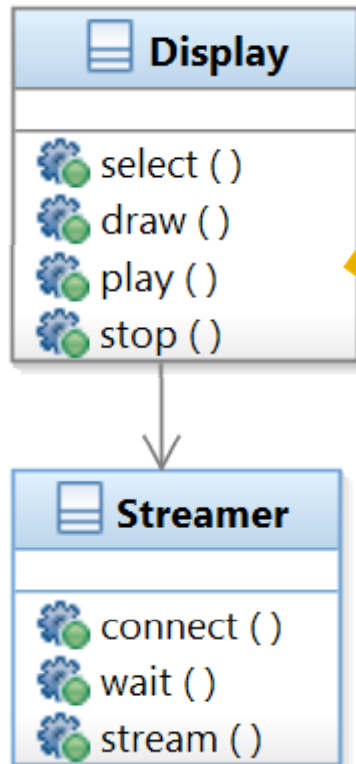 Display
select ( )
draw ( )
play ( )
stop ( )
Streamer
connect ( )
wait ( )
stream ( )